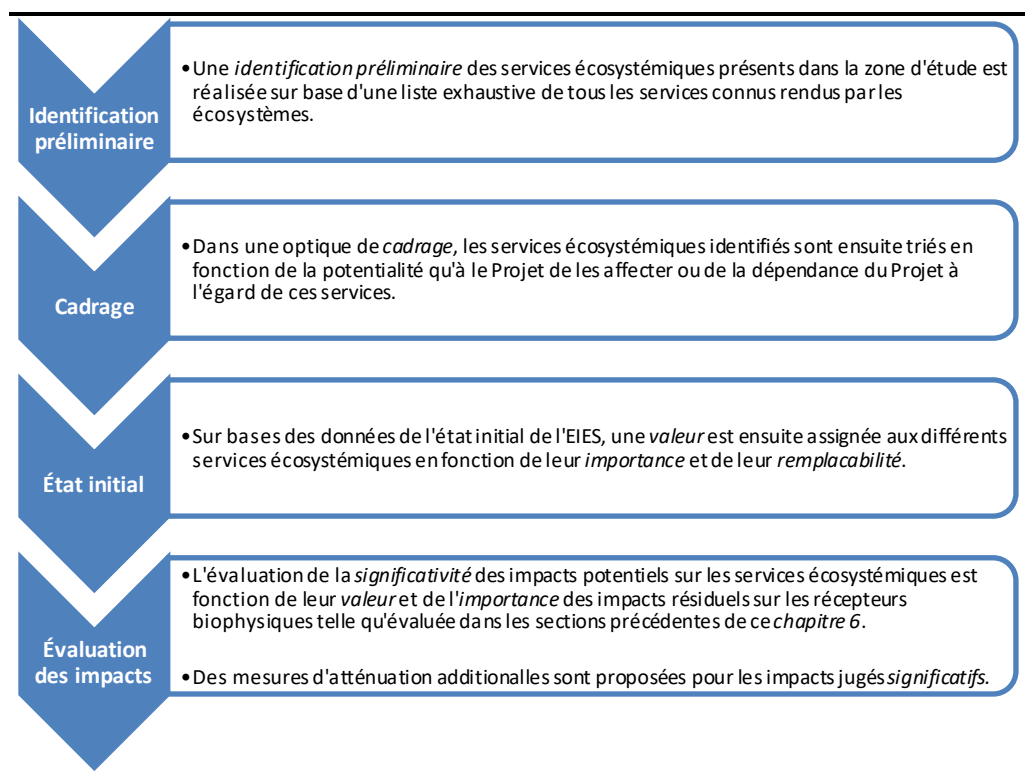 Identification
préliminaire
•Une identification préliminaire des services écosystémiques présents dans la zone d'étude est
réalisée sur base d'une liste exhaustive de tous les services connus rendus par les
écosystèmes.
Cadrage
•Dans une optique de cadrage, les services écosystémiques identifiés sont ensuite triés en
fonction de la potentialité qu'à le Projet de les affecter ou de la dépendance du Projet à
l'égard de ces services.
État initial
•Sur bases des données de l'état initial de l'EIES, une valeur est ensuite assignée aux différents
services écosystémiques en fonction de leur importance et de leur remplacabilité.
Évaluation
des impacts
•L'évaluation de la significativité des impacts potentiels sur les services écosystémiques est
fonction de leur valeur et de l'importance des impacts résiduels sur les récepteurs
biophysiques telle qu'évaluée dans les sections précédentes de ce chapitre 6.
•Des mesures d'atténuation additionalles sont proposées pour les impacts jugés significatifs.